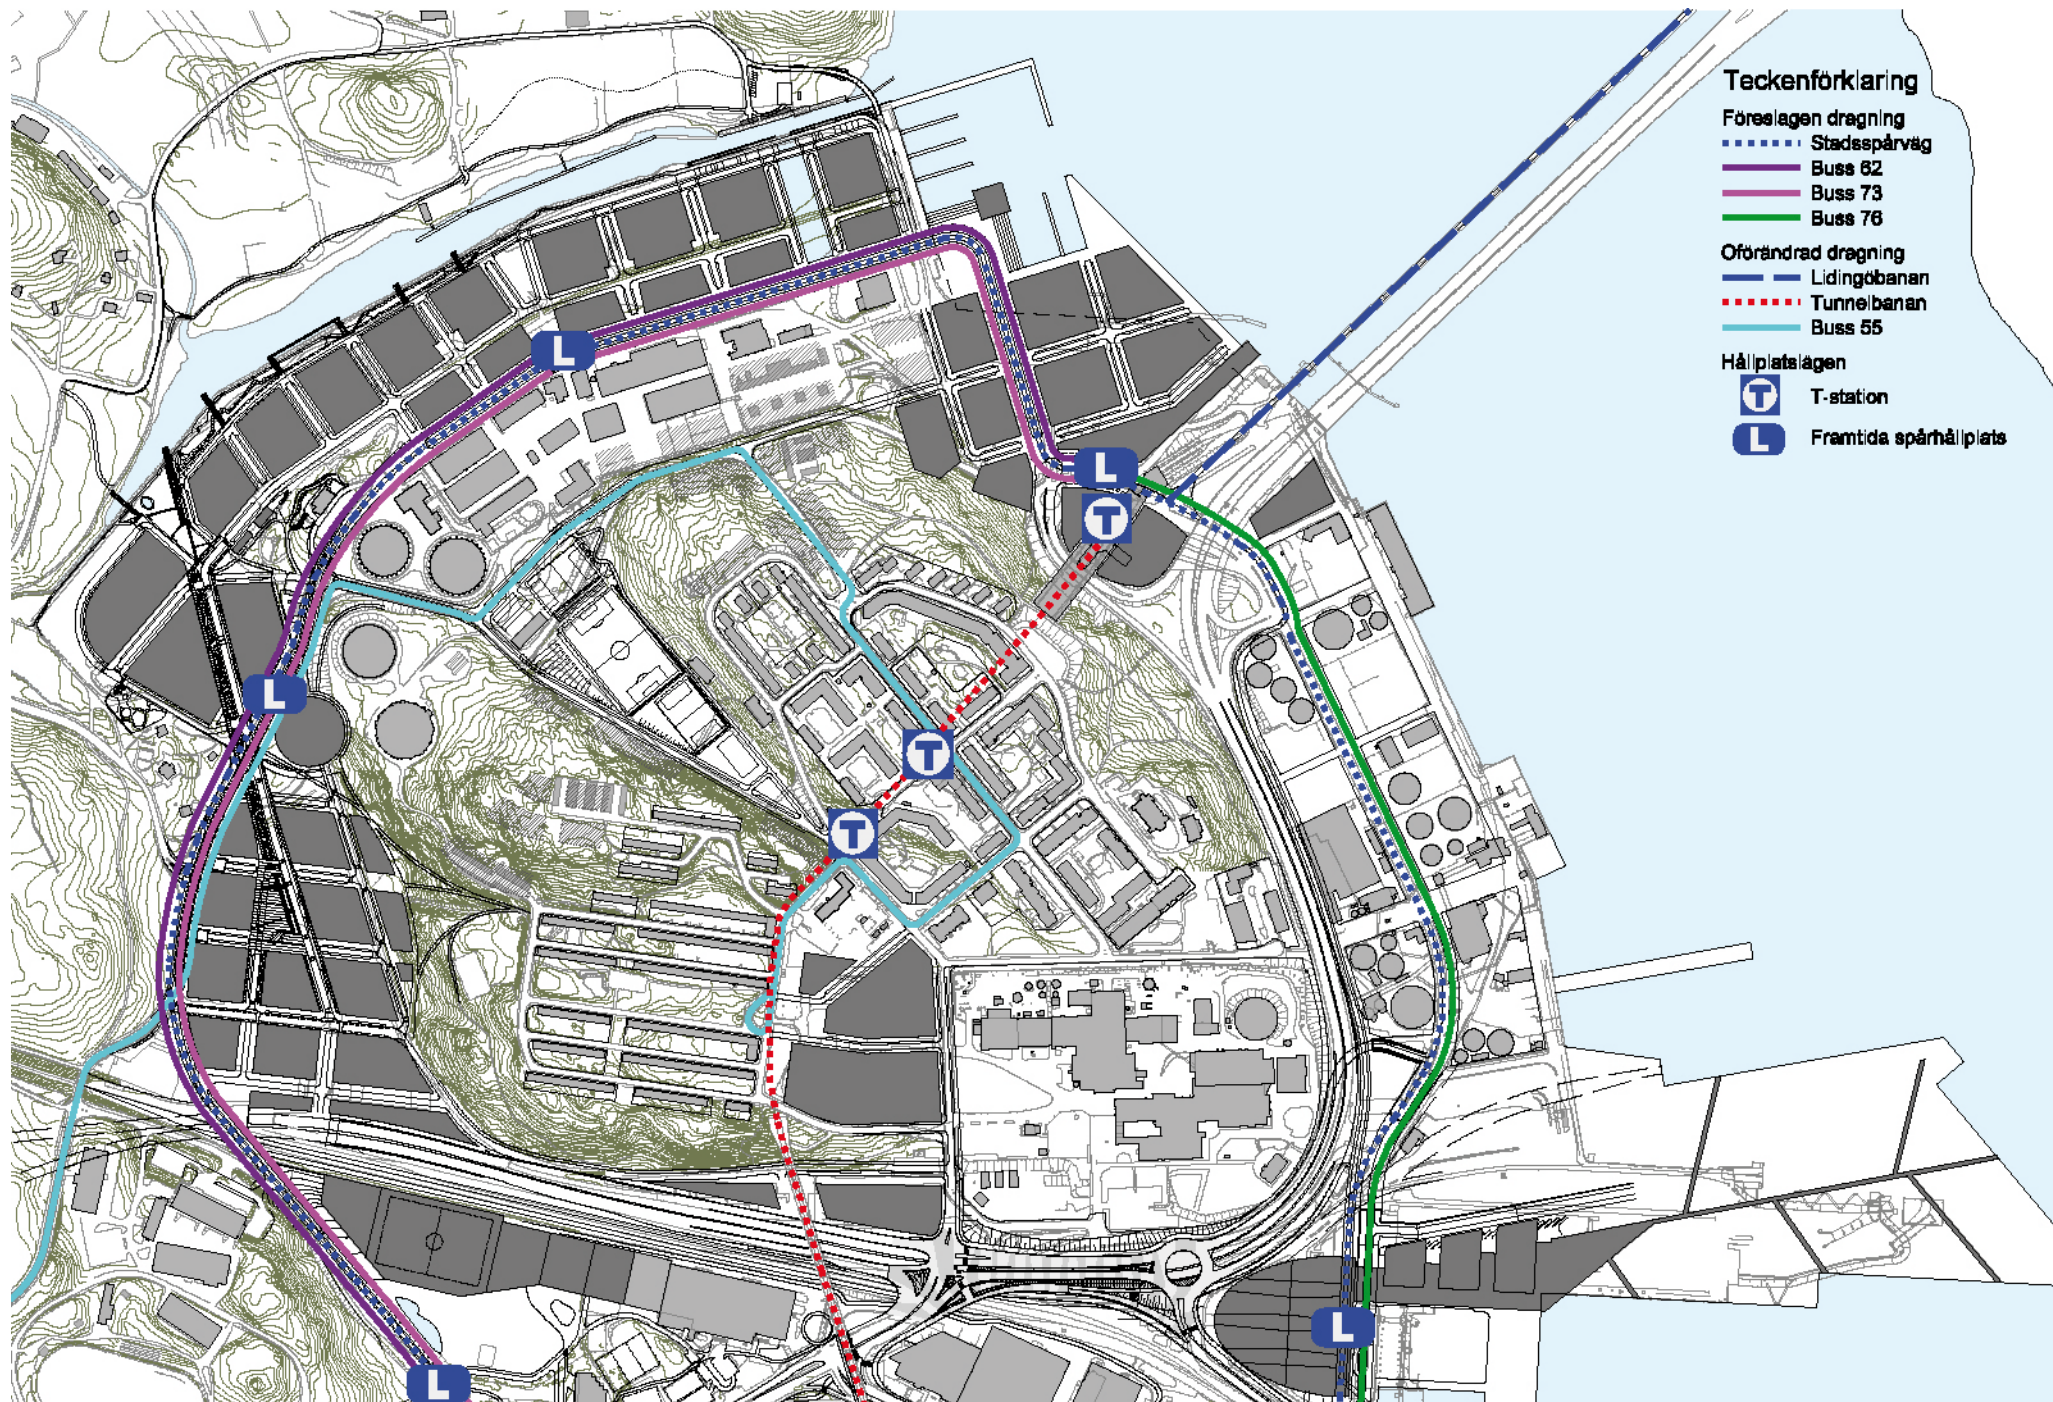 Teckenförklaring
Föreslagen dragning
Stadsspårväg
Buss 62
Buss 73
Buss 76
Oförändrad dragning
Lidingöbanan
Tunnelbanan
Buss 55
Hållplatslägen
T T-station
L Framtida spårhållplats
L
L
T
L
T
T
L
L